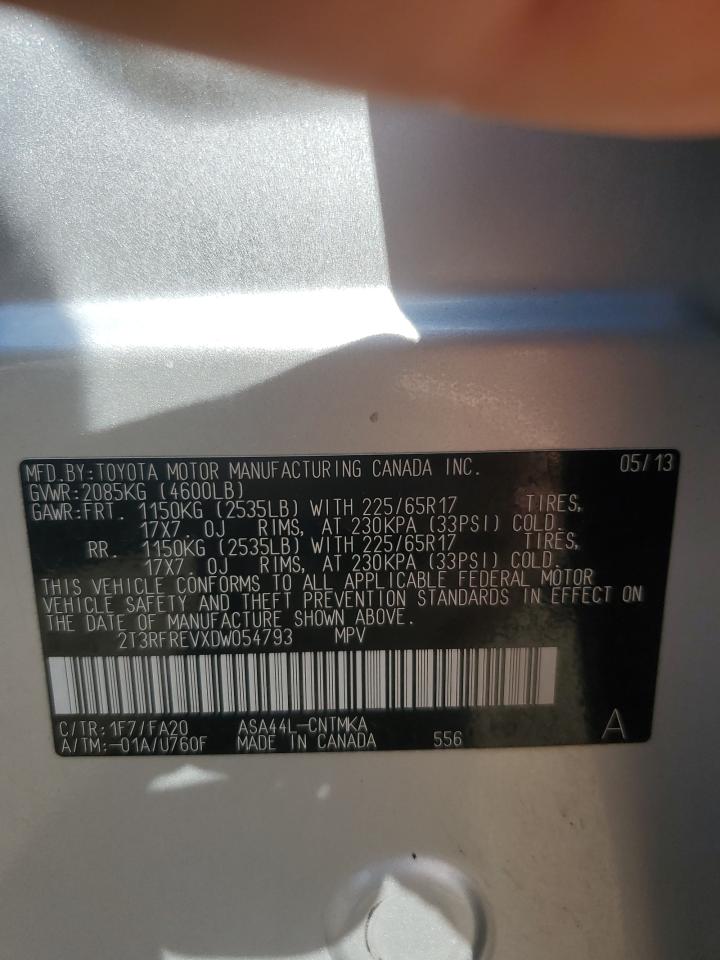 MFD.BY:TOYOTA MOTOR MANUFACTURING CANADA INC. 05/13
GVWR:2085KG (4600LB)
GAWR:FRT. 1150KG (2535LB) WITH 225/65R17 TIRES,
17X7. 0J RIMS, AT 230KPA (33PSI) COLD.
RR. 1150KG (2535LB) WITH 225/65R17 TIRES,
17X7. 0J RIMS, AT 230KPA (33PSI) COLD.
THIS VEHICLE CONFORMS TO ALL APPLICABLE FEDERAL MOTOR
VEHICLE SAFETY AND THEFT PREVENTION STANDARDS IN EFFECT ON
THE DATE OF MANUFACTURE SHOWN ABOVE.
2T3RFREVXDW054793 MPV
C/TR:1F7/FA20 ASA44L-CNTMKA
A/TM:-01A/U760F MADE IN CANADA 556 A